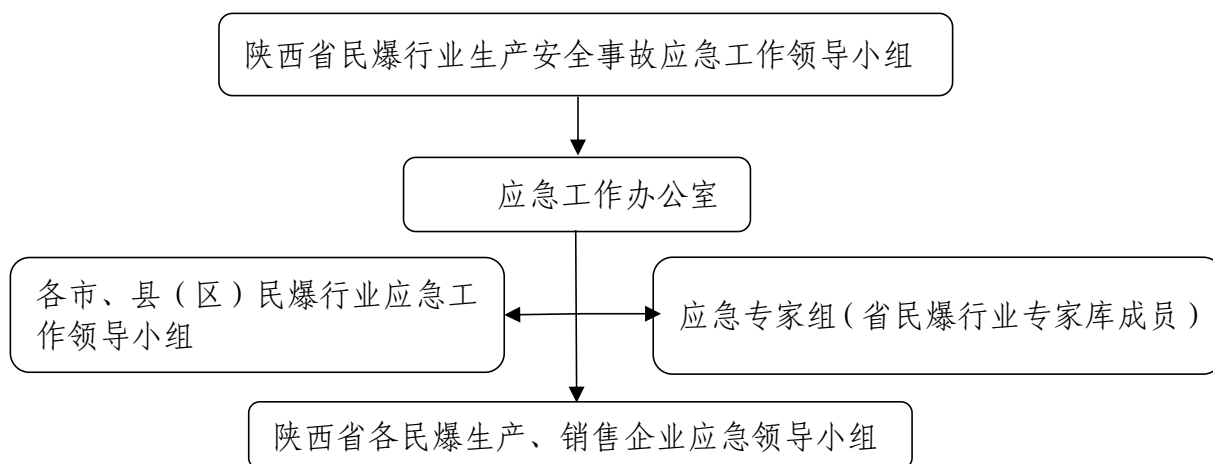 陕西省民爆行业生产安全事故应急工作领导小组
应急工作办公室
各市、县（区）民爆行业应急工
作领导小组
应急专家组（省民爆行业专家库成员）
陕西省各民爆生产、销售企业应急领导小组